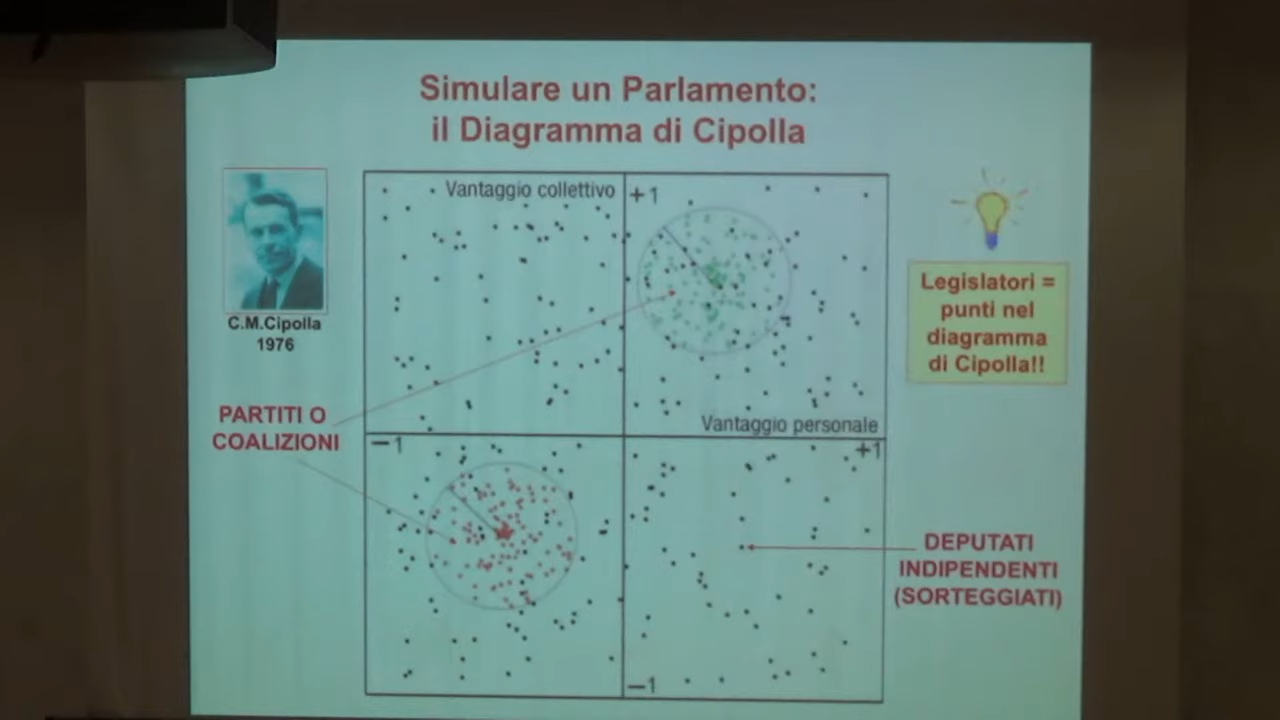 Simulare un Parlamento:
il Diagramma di Cipolla
C.M.Cipolla
1976
Vantaggio collettivo
+1
Legislatori =
punti nel
diagramma
di Cipolla!!
PARTITI O
COALIZIONI
Vantaggio personale
−1
+1
DEPUTATI
INDIPENDENTI
(SORTEGGIATI)
−1